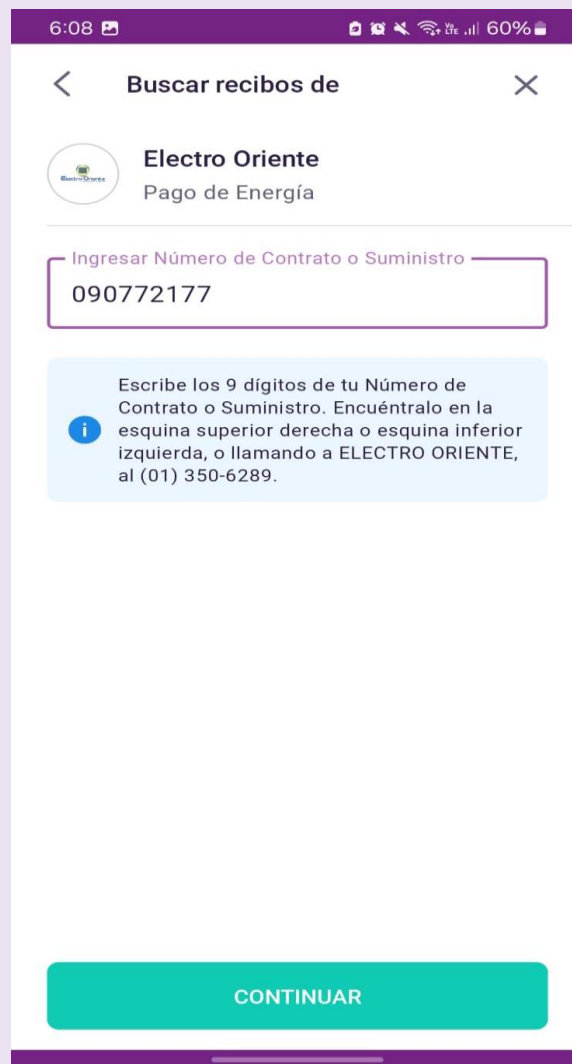 6:08
60%
Buscar recibos de
Electro Oriente
Pago de Energía
Ingresar Número de Contrato o Suministro
090772177
Escribe los 9 dígitos de tu Número de
Contrato o Suministro. Encuéntralo en la
esquina superior derecha o esquina inferior
izquierda, o llamando a ELECTRO ORIENTE,
al (01) 350-6289.
CONTINUAR